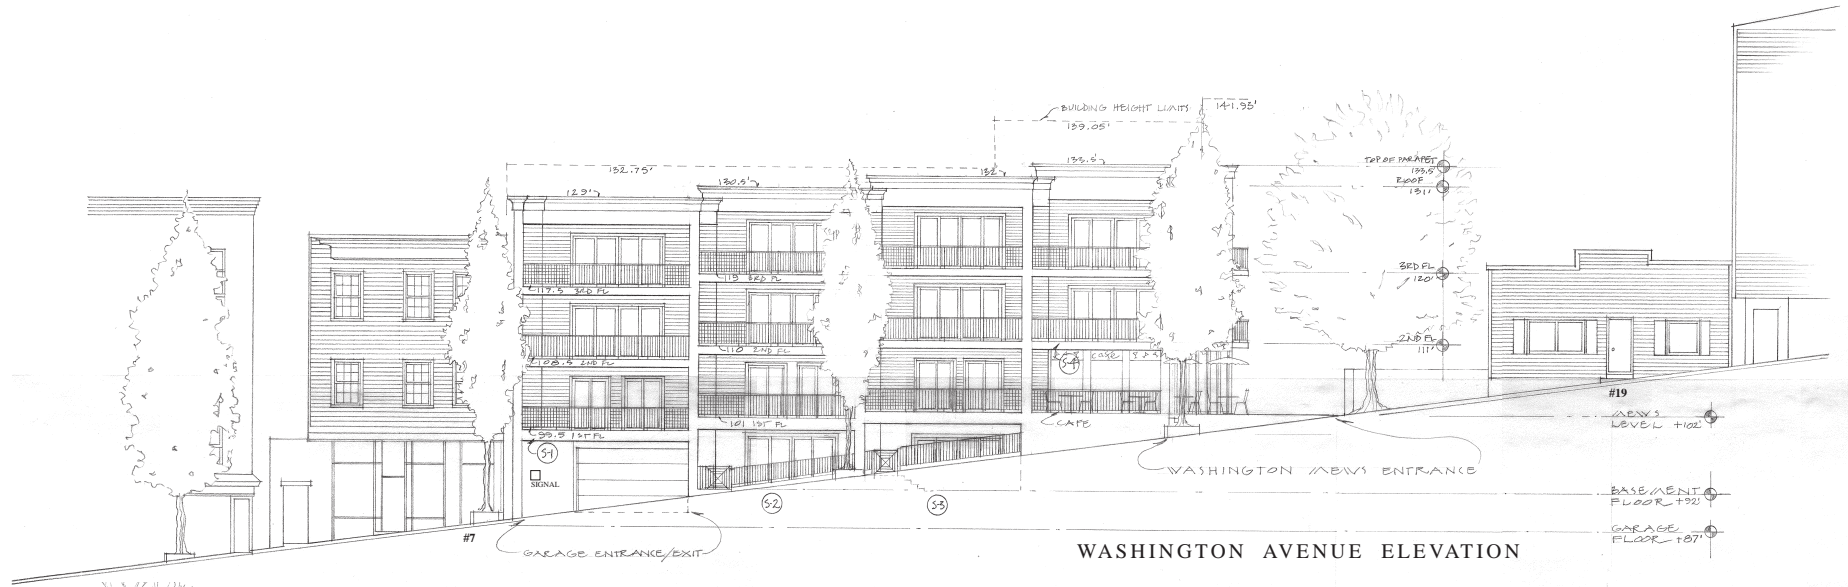 BUILDING HEIGHT LIMITS
141.95'
139.05'
132.75'
129'
130.5'
132'
133.5'
TOP OF PARAPET
133.5'
ROOF
131'
119 3RD FL
117.5 3RD FL
3RD FL
120'
110 2ND FL
108.5 2ND FL
2ND FL
111'
CAFE
S-4
#19
101 1ST FL
99.5 1ST FL
CAFE
MEWS
LEVEL +102'
S-1
SIGNAL
WASHINGTON MEWS ENTRANCE
S-2
S-3
BASEMENT
FLOOR +92'
#7
GARAGE
FLOOR +87'
GARAGE ENTRANCE/EXIT
WASHINGTON AVENUE ELEVATION